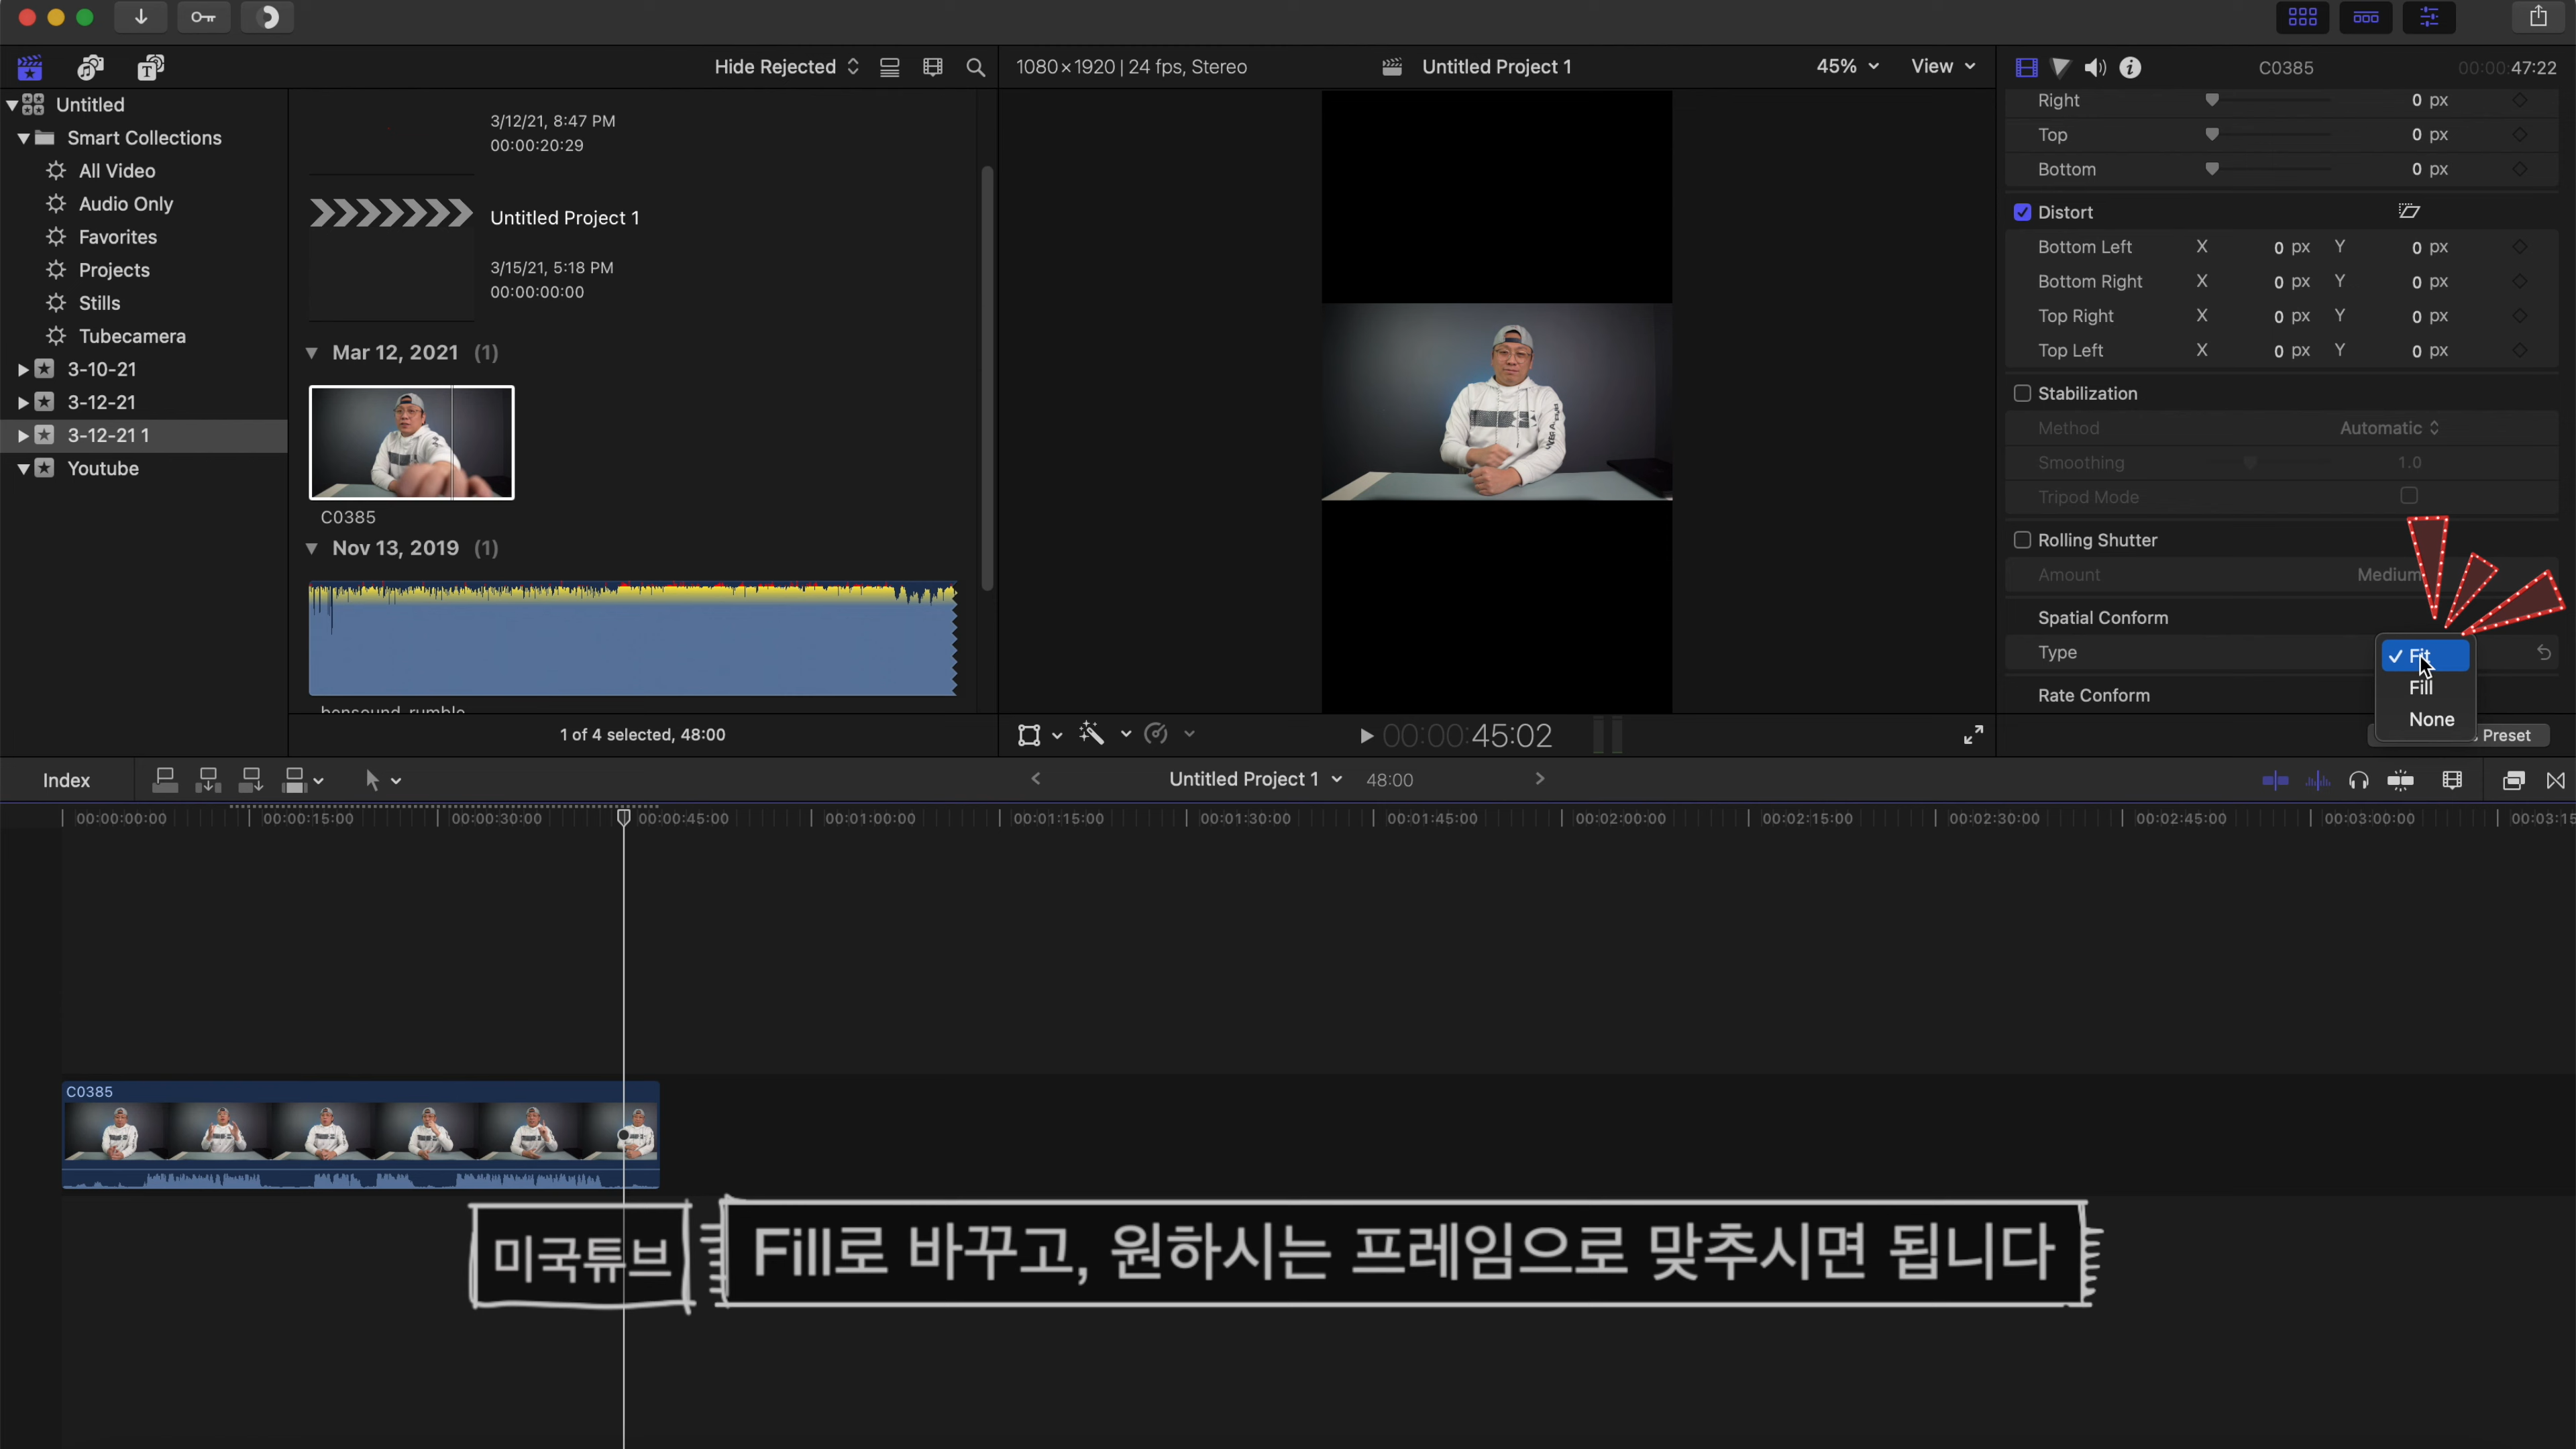 Hide Rejected
1080×1920 | 24 fps, Stereo
Untitled Project 1
45%
View
C0385
00:00:47:22
Untitled
Smart Collections
All Video
Audio Only
Favorites
Projects
Stills
Tubecamera
3-10-21
3-12-21
3-12-21 1
Youtube
3/12/21, 8:47 PM
00:00:20:29
Untitled Project 1
3/15/21, 5:18 PM
00:00:00:00
Mar 12, 2021 (1)
C0385
Nov 13, 2019 (1)
bensound_rumble
1 of 4 selected, 48:00
00:00:45:02
Right 0 px
Top 0 px
Bottom 0 px
Distort
Bottom Left X 0 px Y 0 px
Bottom Right X 0 px Y 0 px
Top Right X 0 px Y 0 px
Top Left X 0 px Y 0 px
Stabilization
Method Automatic
Smoothing 1.0
Tripod Mode
Rolling Shutter
Amount Medium
Spatial Conform
Type
Fit
Fill
None
Rate Conform
Preset
Index
Untitled Project 1 48:00
00:00:00:00 00:00:15:00 00:00:30:00 00:00:45:00 00:01:00:00 00:01:15:00 00:01:30:00 00:01:45:00 00:02:00:00 00:02:15:00 00:02:30:00 00:02:45:00 00:03:00:00 00:03:15
C0385
미국튜브 Fill로 바꾸고, 원하시는 프레임으로 맞추시면 됩니다